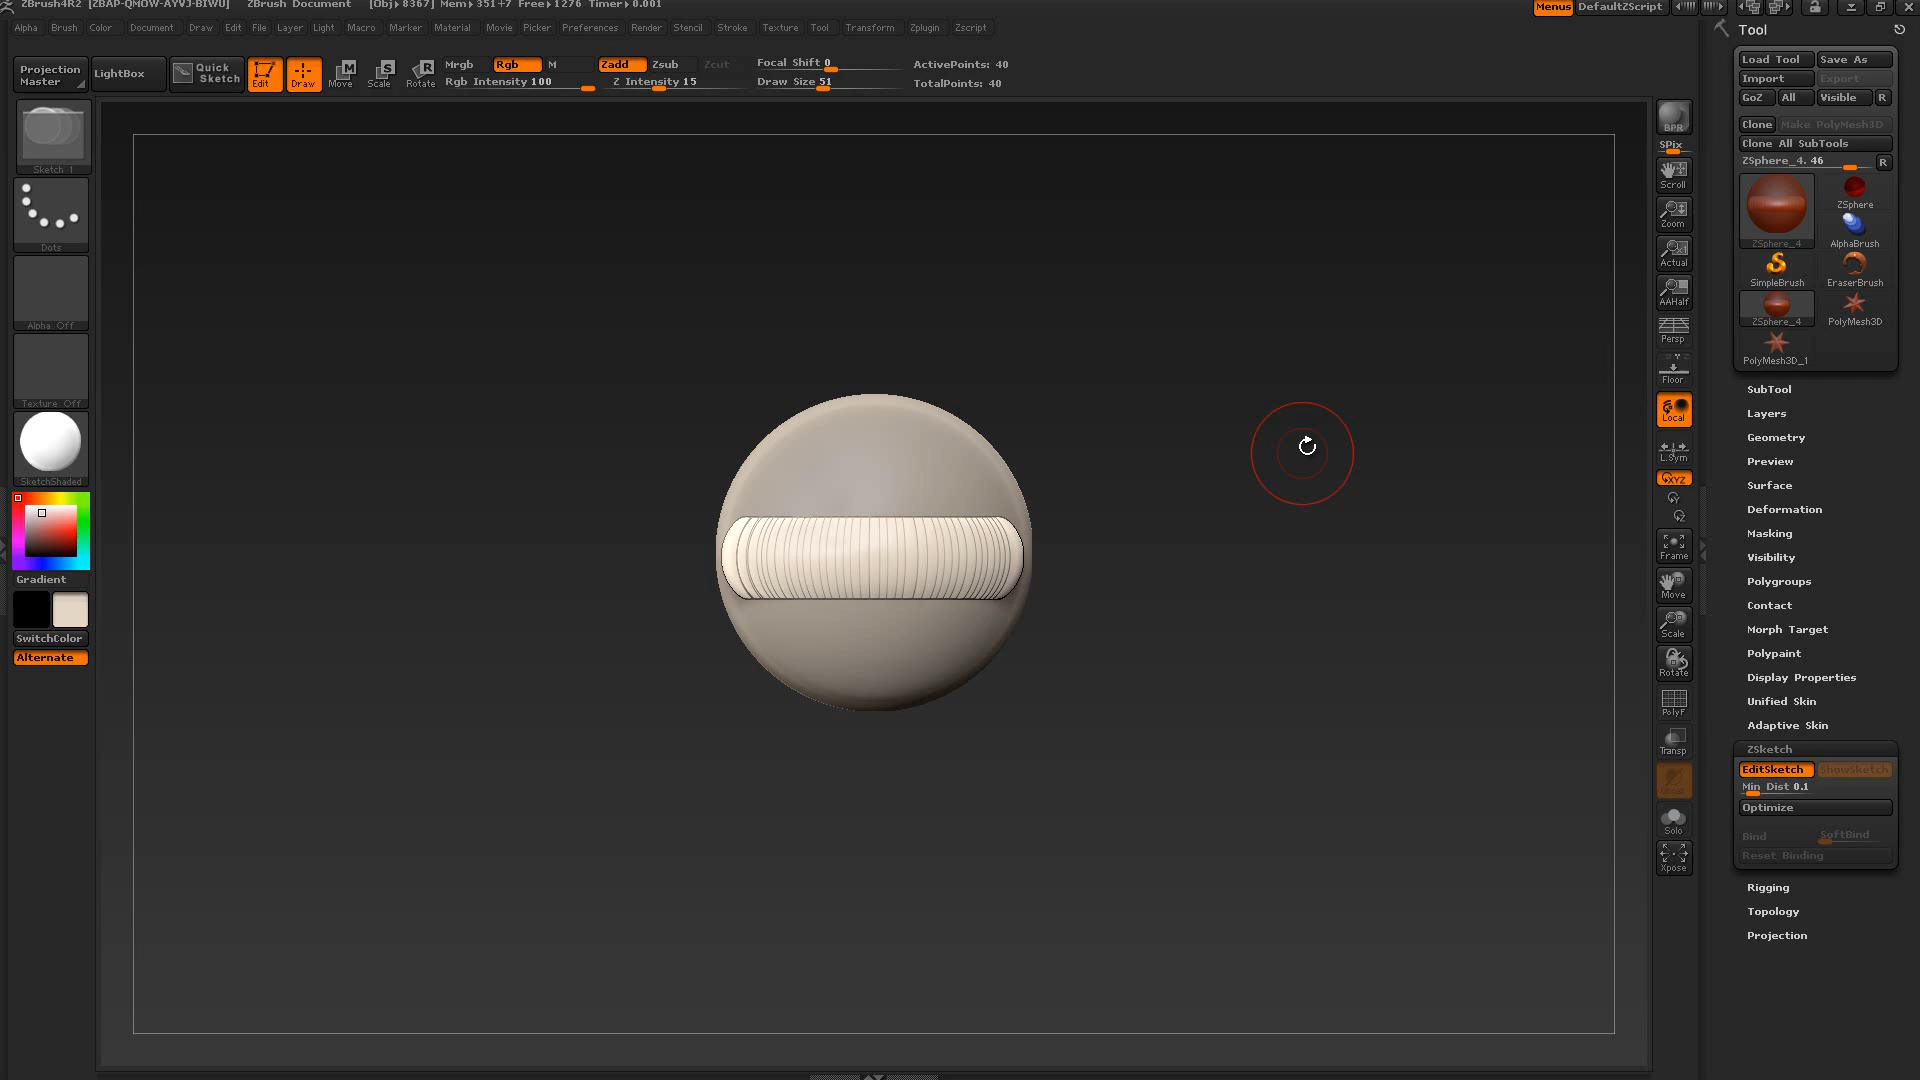 ZBrush4R2 [ZBAP-QMOW-AYVJ-BIWU] ZBrush Document [Obj▸8367] Mem▸351+7 Free▸1276 Timer▸0.001 Menus DefaultZScript
Alpha Brush Color Document Draw Edit File Layer Light Macro Marker Material Movie Picker Preferences Render Stencil Stroke Texture Tool Transform Zplugin Zscript
Projection Master
LightBox
Quick Sketch
Edit
Draw
Move
Scale
Rotate
Mrgb Rgb M
Rgb Intensity 100
Zadd Zsub Zcut
Z Intensity 15
Focal Shift 0
Draw Size 51
ActivePoints: 40
TotalPoints: 40
Sketch 1
Dots
Alpha Off
Texture Off
SketchShaded
Gradient
SwitchColor
Alternate
BPR
SPix
Scroll
Zoom
Actual
AAHalf
Persp
Floor
Local
L.Sym
XYZ
Y
Z
Frame
Move
Scale
Rotate
PolyF
Transp
Solo
Xpose
Tool
Load Tool Save As
Import Export
GoZ All Visible R
Clone Make PolyMesh3D
Clone All SubTools
ZSphere_4. 46 R
ZSphere_4
ZSphere
AlphaBrush
SimpleBrush EraserBrush
ZSphere_4 PolyMesh3D
PolyMesh3D_1
SubTool
Layers
Geometry
Preview
Surface
Deformation
Masking
Visibility
Polygroups
Contact
Morph Target
Polypaint
Display Properties
Unified Skin
Adaptive Skin
ZSketch
EditSketch ShowSketch
Min Dist 0.1
Optimize
Bind SoftBind
Reset Binding
Rigging
Topology
Projection